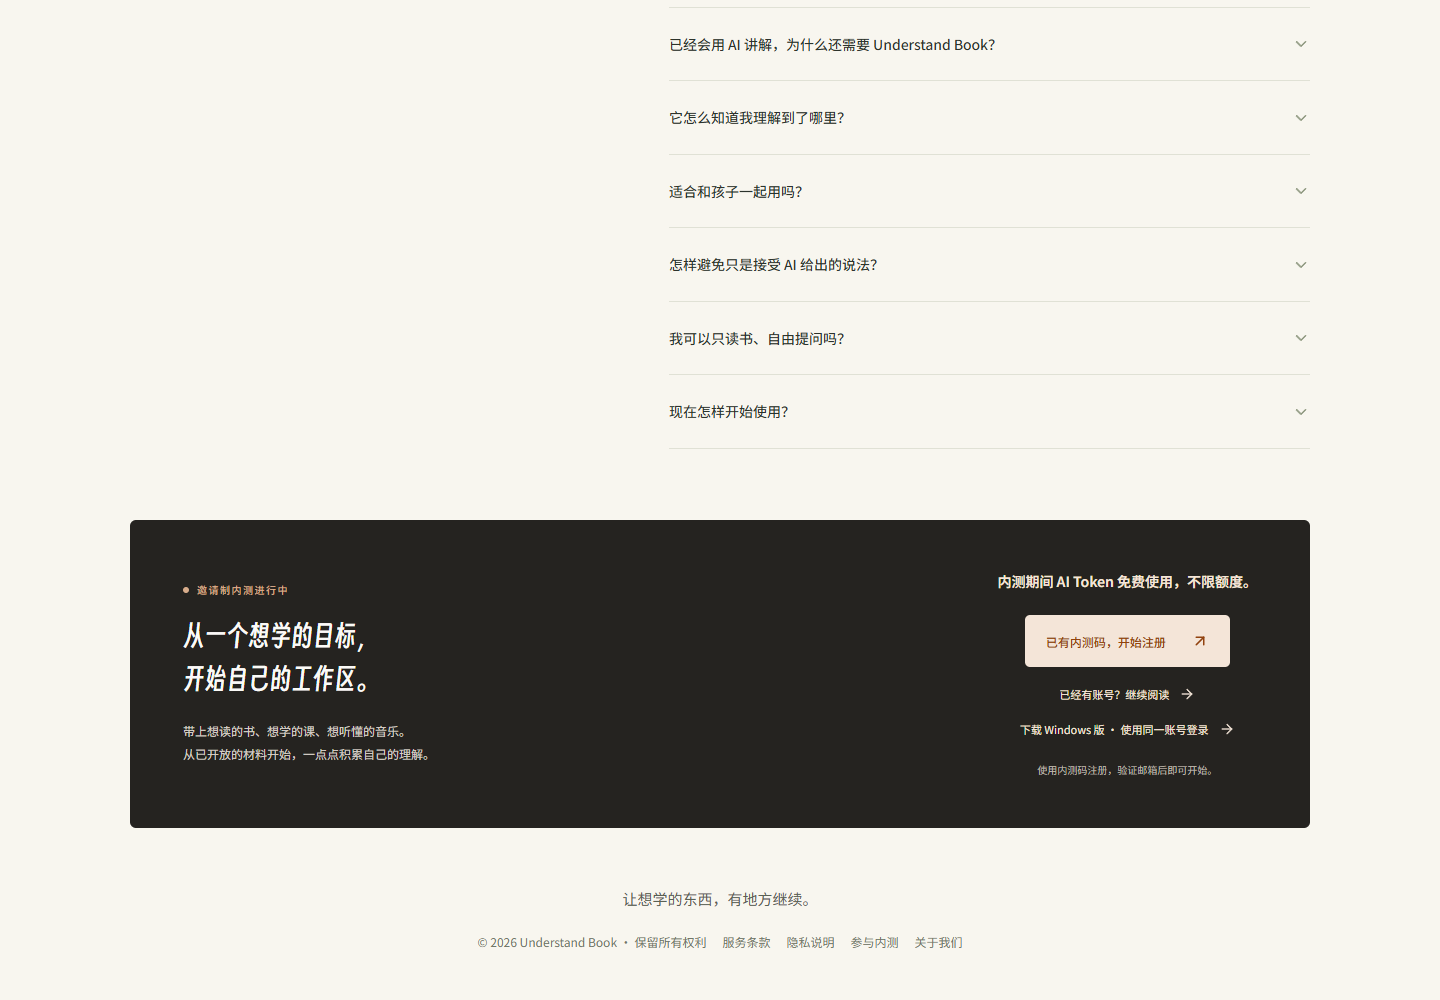 已经会用 AI 讲解，为什么还需要 Understand Book？
它怎么知道我理解到了哪里？
适合和孩子一起用吗？
怎样避免只是接受 AI 给出的说法？
我可以只读书、自由提问吗？
现在怎样开始使用？
邀请制内测进行中
从一个想学的目标，
开始自己的工作区。
带上想读的书、想学的课、想听懂的音乐。
从已开放的材料开始，一点点积累自己的理解。
内测期间 AI Token 免费使用，不限额度。
已有内测码，开始注册
已经有账号？继续阅读
下载 Windows 版 · 使用同一账号登录
使用内测码注册，验证邮箱后即可开始。
让想学的东西，有地方继续。
© 2026 Understand Book · 保留所有权利 服务条款 隐私说明 参与内测 关于我们